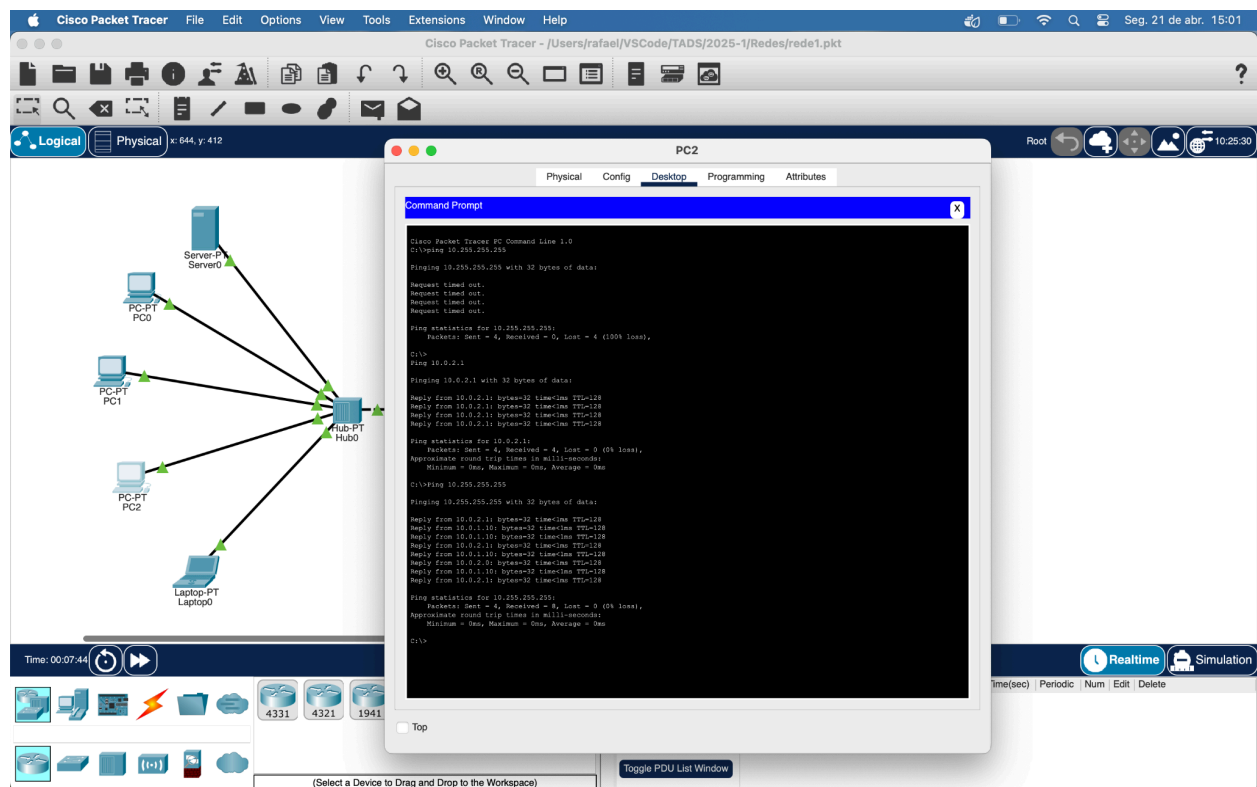 Cisco Packet Tracer File Edit Options View Tools Extensions Window Help Seg. 21 de abr. 15:01
Cisco Packet Tracer - /Users/rafael/VSCode/TADS/2025-1/Redes/rede1.pkt
?
Logical Physical x: 644, y: 412 Root 10:25:30
PC2
Physical Config Desktop Programming Attributes
Command Prompt X
Cisco Packet Tracer PC Command Line 1.0
C:\>ping 10.255.255.255
Pinging 10.255.255.255 with 32 bytes of data:
Request timed out.
Request timed out.
Request timed out.
Request timed out.
Ping statistics for 10.255.255.255:
Packets: Sent = 4, Received = 0, Lost = 4 (100% loss),
C:\>
Ping 10.0.2.1
Pinging 10.0.2.1 with 32 bytes of data:
Reply from 10.0.2.1: bytes=32 time<1ms TTL=128
Reply from 10.0.2.1: bytes=32 time<1ms TTL=128
Reply from 10.0.2.1: bytes=32 time<1ms TTL=128
Reply from 10.0.2.1: bytes=32 time<1ms TTL=128
Ping statistics for 10.0.2.1:
Packets: Sent = 4, Received = 4, Lost = 0 (0% loss),
Approximate round trip times in milli-seconds:
Minimum = 0ms, Maximum = 0ms, Average = 0ms
C:\>Ping 10.255.255.255
Pinging 10.255.255.255 with 32 bytes of data:
Reply from 10.0.2.1: bytes=32 time<1ms TTL=128
Reply from 10.0.1.10: bytes=32 time<1ms TTL=128
Reply from 10.0.1.10: bytes=32 time<1ms TTL=128
Reply from 10.0.2.1: bytes=32 time<1ms TTL=128
Reply from 10.0.1.10: bytes=32 time<1ms TTL=128
Reply from 10.0.2.0: bytes=32 time<1ms TTL=128
Reply from 10.0.1.10: bytes=32 time<1ms TTL=128
Reply from 10.0.2.1: bytes=32 time<1ms TTL=128
Ping statistics for 10.255.255.255:
Packets: Sent = 4, Received = 8, Lost = 0 (0% loss),
Approximate round trip times in milli-seconds:
Minimum = 0ms, Maximum = 0ms, Average = 0ms
C:\>
Top
Server-PT
Server0
PC-PT
PC0
PC-PT
PC1
Hub-PT
Hub0
PC-PT
PC2
Laptop-PT
Laptop0
Time: 00:07:44 Realtime Simulation
4331 4321 1941
Time(sec) Periodic Num Edit Delete
Toggle PDU List Window
(Select a Device to Drag and Drop to the Workspace)